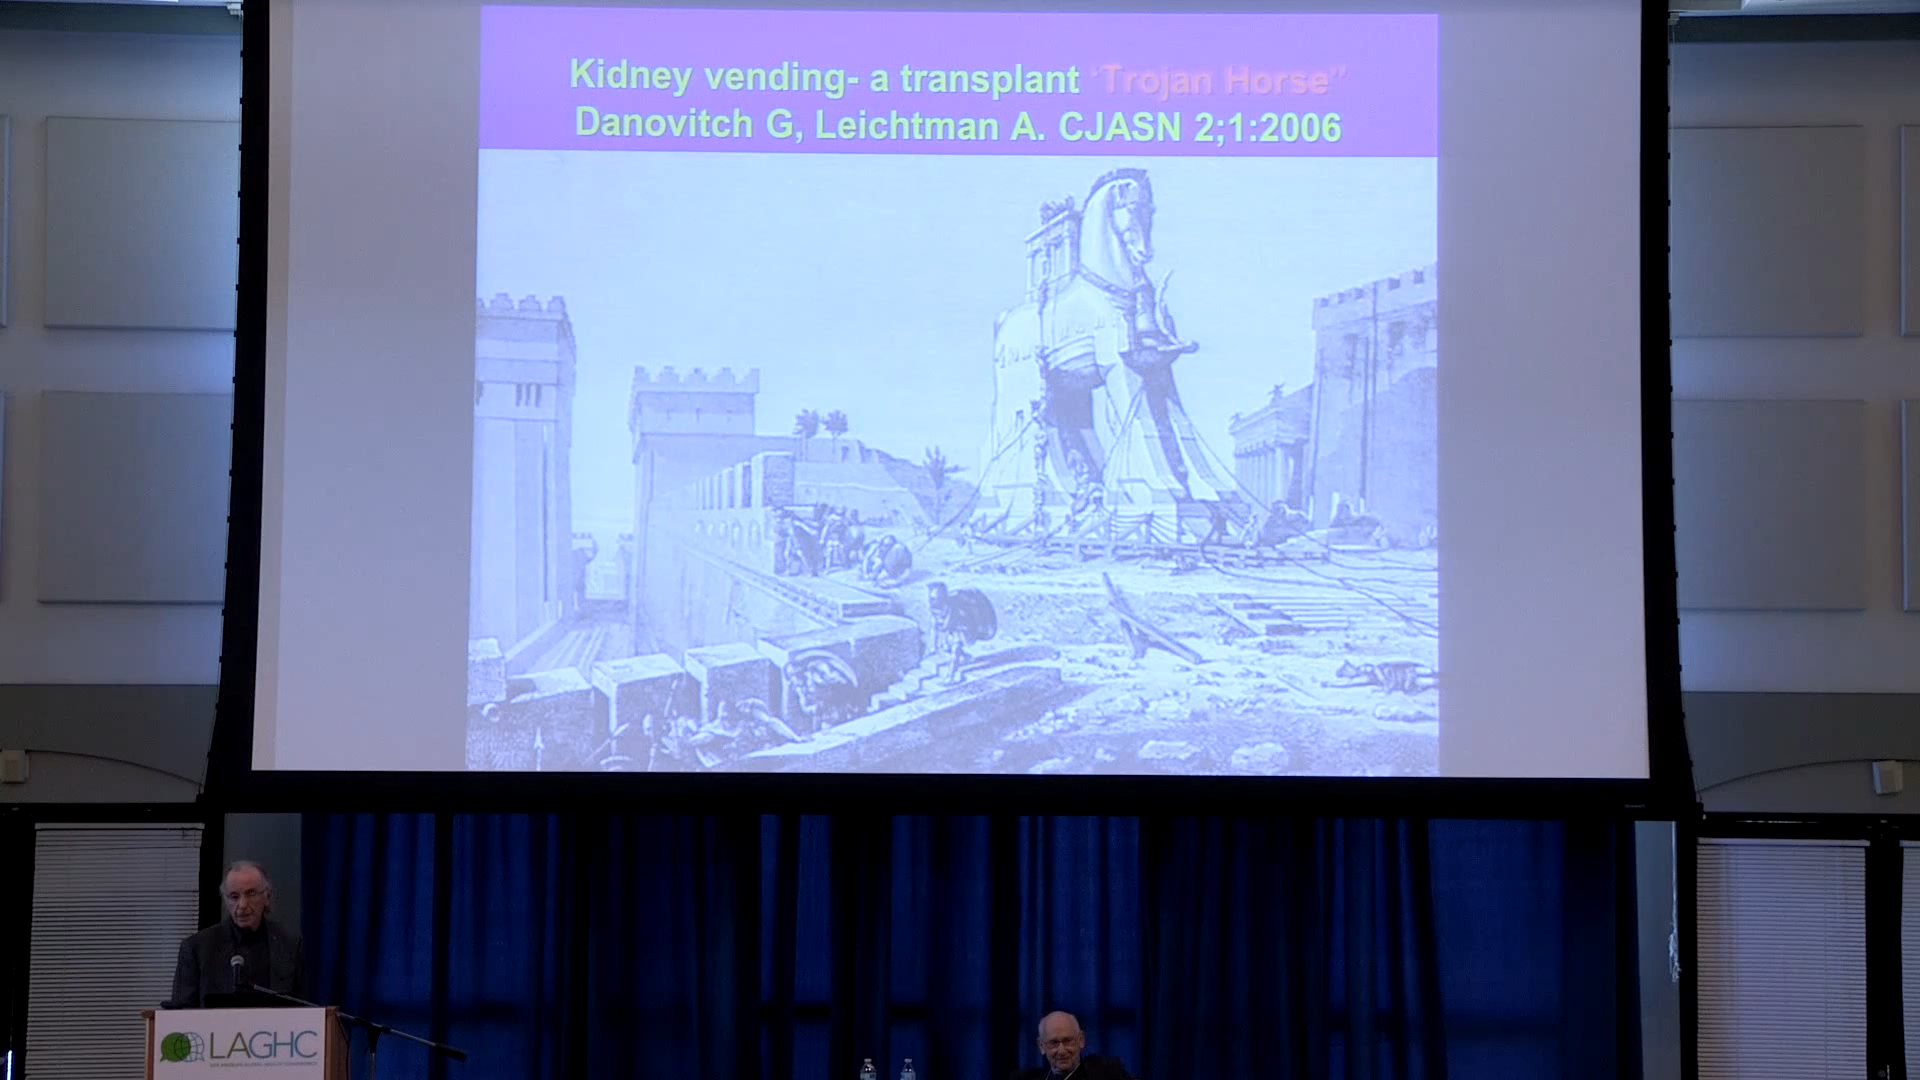 Kidney vending- a transplant 'Trojan Horse"
Danovitch G, Leichtman A. CJASN 2;1:2006
LAGHC